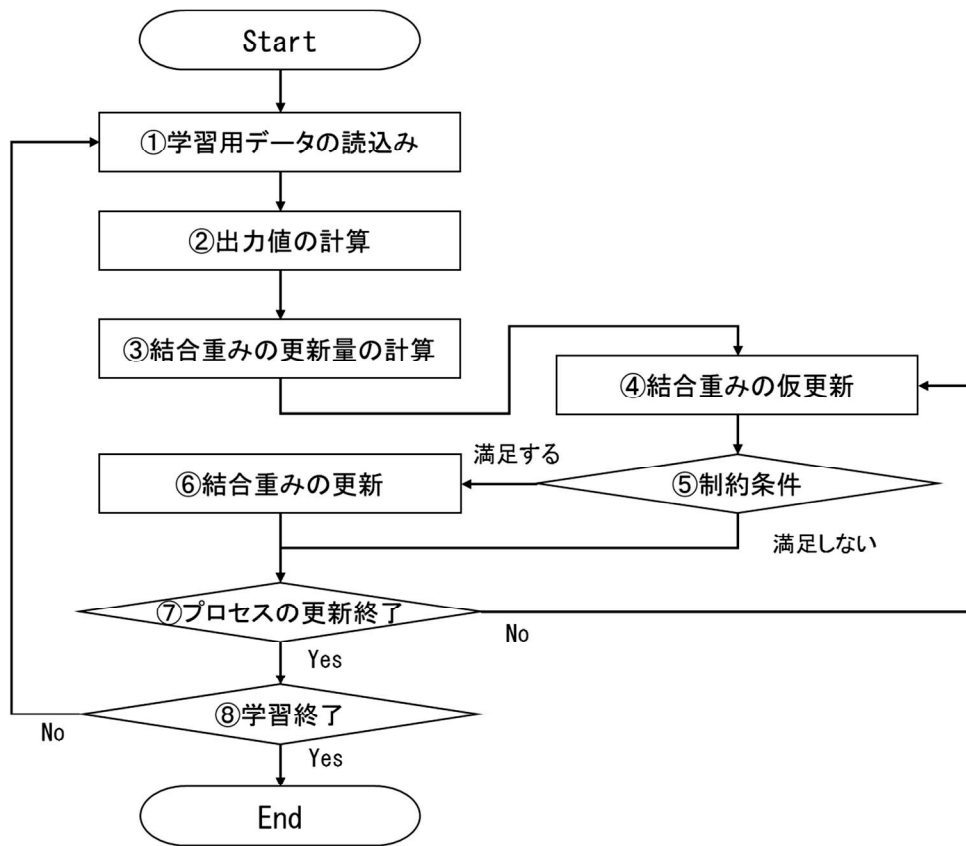 Start
①学習用データの読込み
②出力値の計算
③結合重みの更新量の計算
④結合重みの仮更新
満足する
⑤制約条件
⑥結合重みの更新
満足しない
⑦プロセスの更新終了
No
Yes
⑧学習終了
No
Yes
End